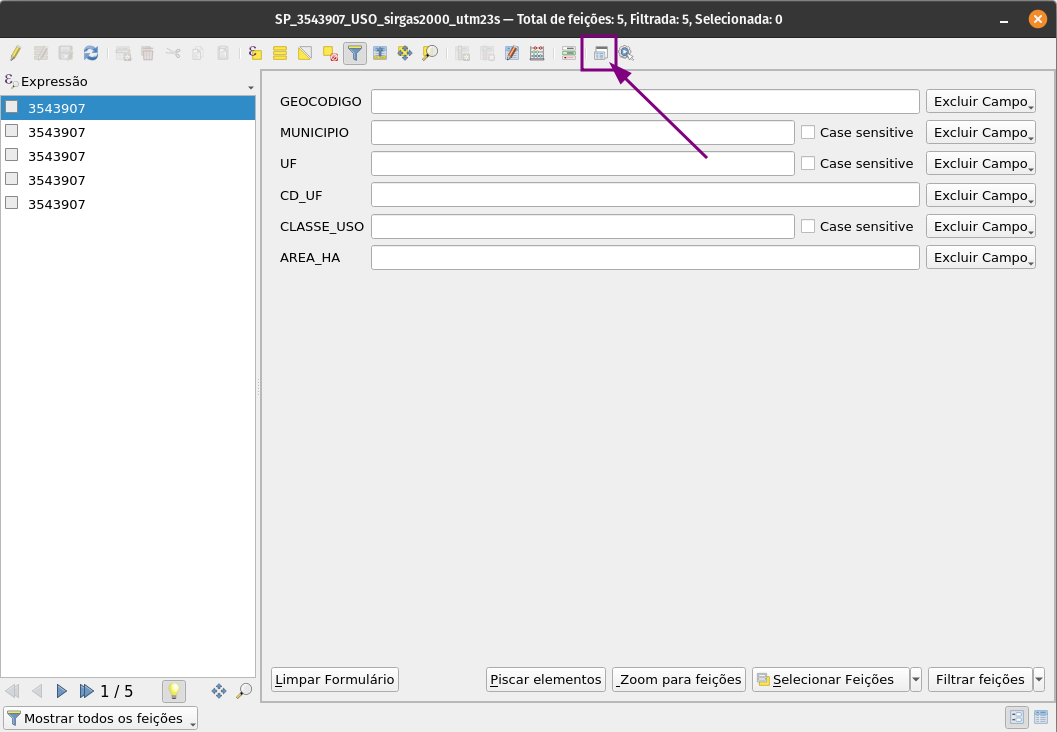 SP_3543907_USO_sirgas2000_utm23s — Total de feições: 5, Filtrada: 5, Selecionada: 0
Expressão
3543907
3543907
3543907
3543907
3543907
GEOCODIGO Excluir Campo
MUNICIPIO Case sensitive Excluir Campo
UF Case sensitive Excluir Campo
CD_UF Excluir Campo
CLASSE_USO Case sensitive Excluir Campo
AREA_HA Excluir Campo
Limpar Formulário Piscar elementos Zoom para feições Selecionar Feições Filtrar feições
1 / 5
Mostrar todos os feições